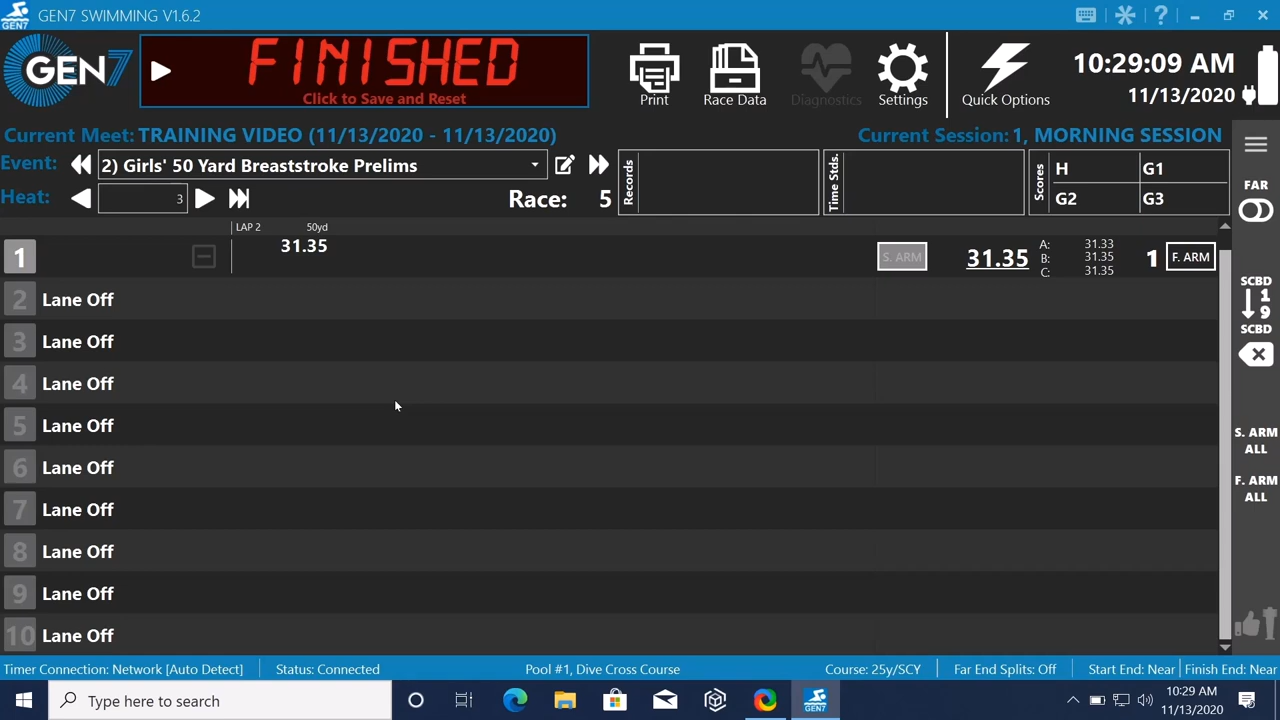 GEN7 GEN7 SWIMMING V1.6.2
GEN7
FINISHED
Click to Save and Reset
Print Race Data Diagnostics Settings Quick Options
10:29:09 AM
11/13/2020
Current Meet: TRAINING VIDEO (11/13/2020 - 11/13/2020) Current Session: 1, MORNING SESSION
Event: 2) Girls' 50 Yard Breaststroke Prelims
Heat: 3 Race: 5
Records
Time Stds.
Scores
H G1
G2 G3
FAR
LAP 2 50yd
1 31.35 S. ARM 31.35 A: 31.33 1 F. ARM
B: 31.35
C: 31.35
2 Lane Off
3 Lane Off
4 Lane Off
5 Lane Off
6 Lane Off
7 Lane Off
8 Lane Off
9 Lane Off
10 Lane Off
SCBD
1
9
SCBD
S. ARM
ALL
F. ARM
ALL
Timer Connection: Network [Auto Detect] Status: Connected Pool #1, Dive Cross Course Course: 25y/SCY Far End Splits: Off Start End: Near Finish End: Near
Type here to search GEN7 10:29 AM
11/13/2020